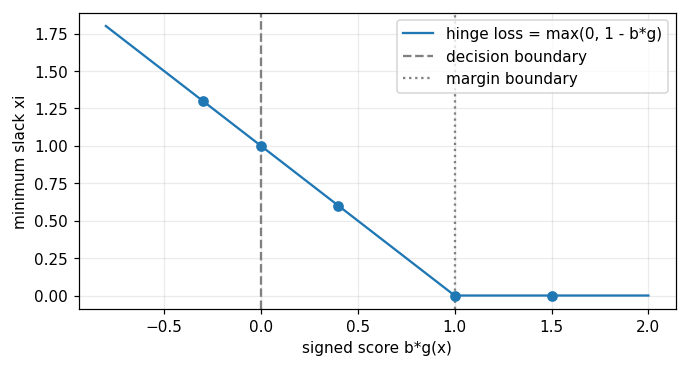 hinge loss = max(0, 1 - b*g)
decision boundary
margin boundary
1.75
1.50
1.25
1.00
0.75
0.50
0.25
0.00
minimum slack xi
−0.5
0.0
0.5
1.0
1.5
2.0
signed score b*g(x)